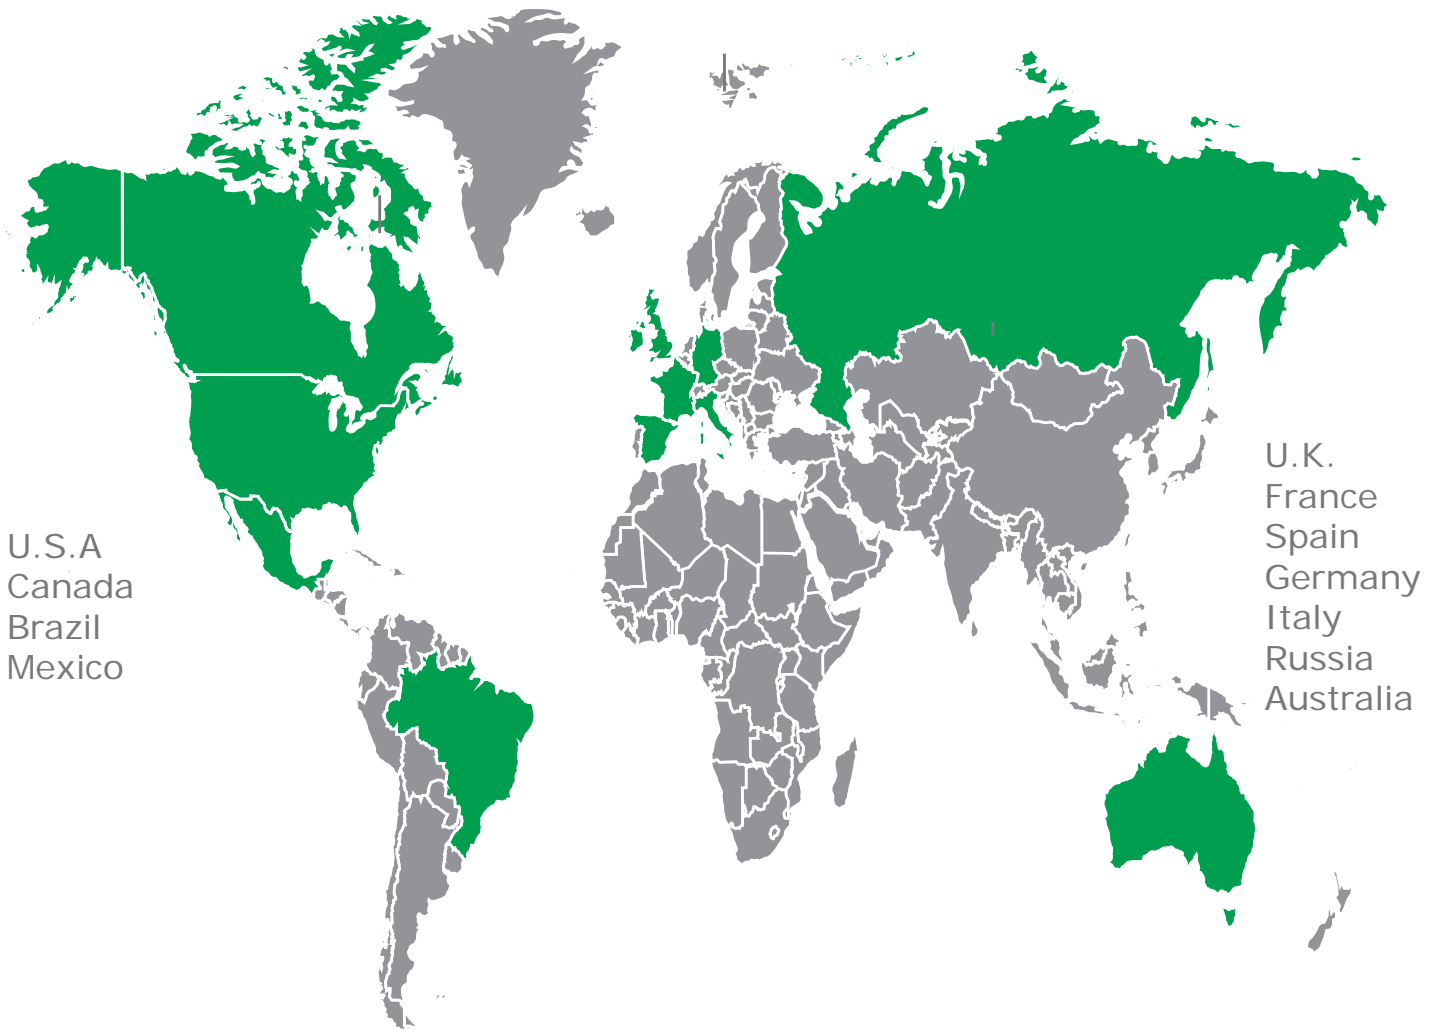 U.S.A
Canada
Brazil
Mexico
U.K.
France
Spain
Germany
Italy
Russia
Australia